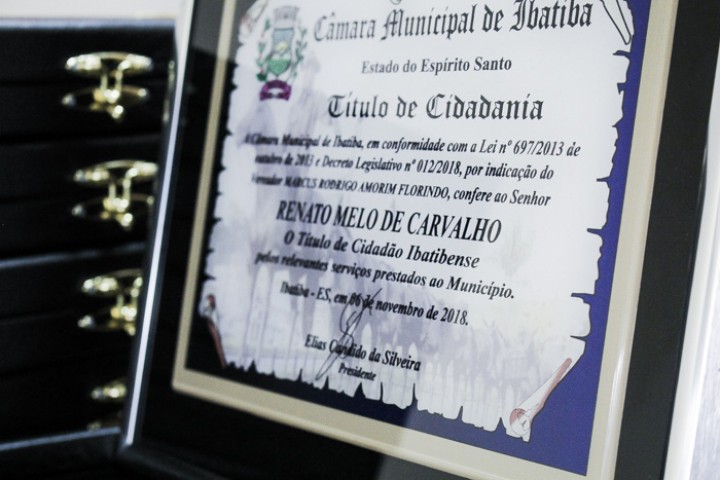 Câmara Municipal de Ibatiba
Estado do Espírito Santo
Título de Cidadania
A Câmara Municipal de Ibatiba, em conformidade com a Lei nº 697/2013 de
outubro de 2013 e Decreto Legislativo nº 012/2018, por indicação do
Vereador MARCUS RODRIGO AMORIM FLORINDO, confere ao Senhor
RENATO MELO DE CARVALHO
O Título de Cidadão Ibatibense
pelos relevantes serviços prestados ao Município.
Ibatiba - ES, em 06 de novembro de 2018.
Elias Candido da Silveira
Presidente